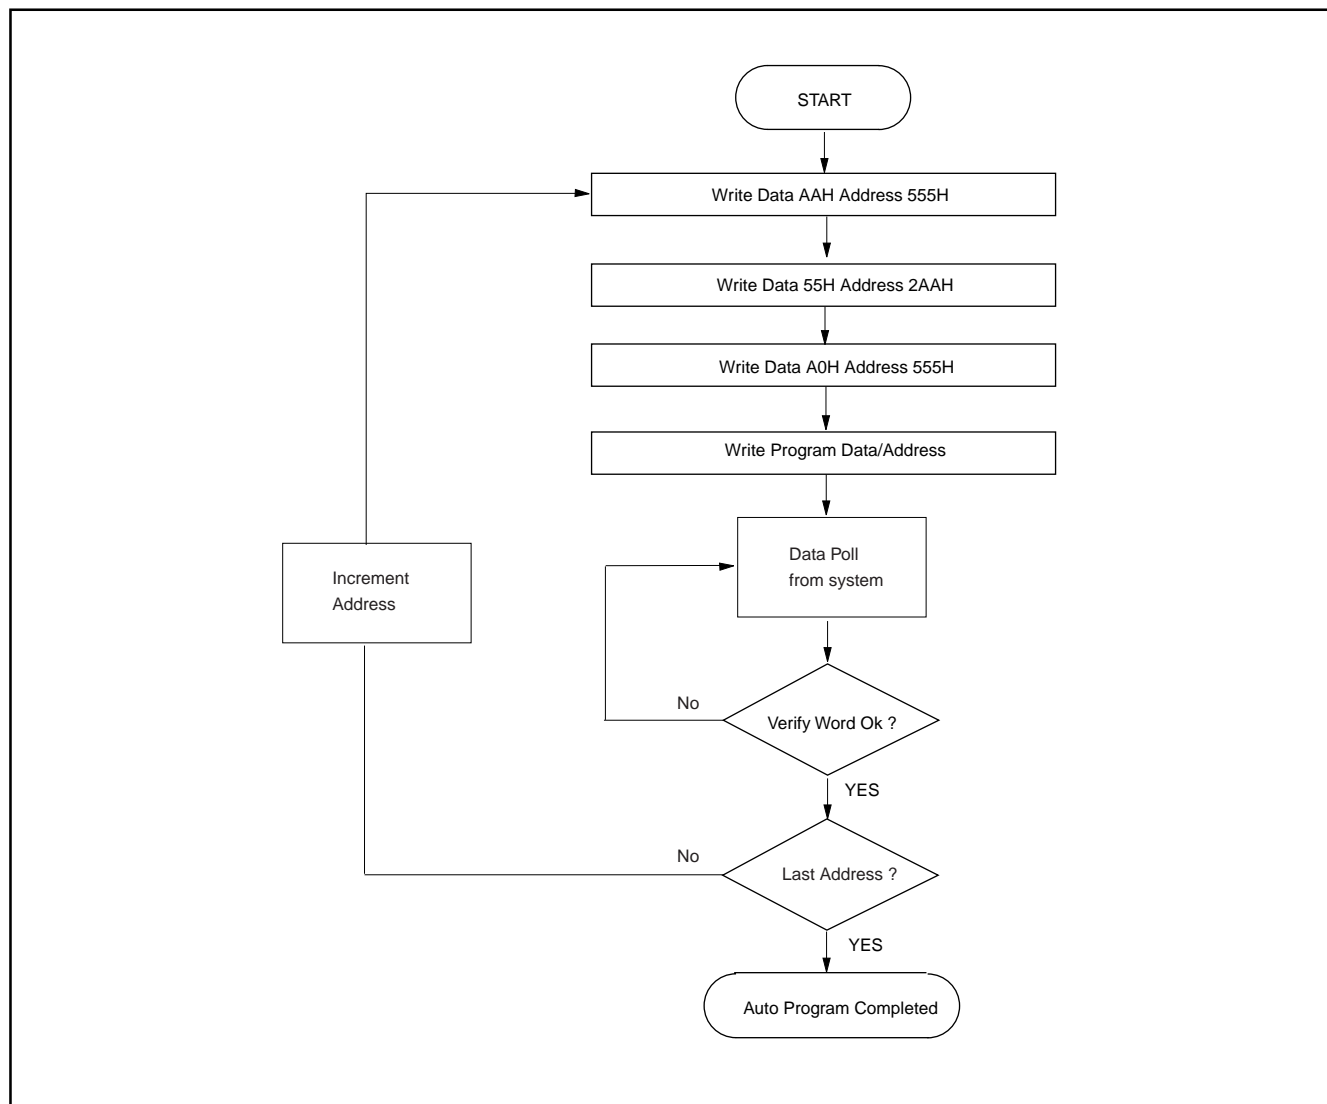 START
Write Data AAH Address 555H
Write Data 55H Address 2AAH
Write Data A0H Address 555H
Write Program Data/Address
Data Poll
from system
Increment
Address
No
Verify Word Ok ?
YES
No
Last Address ?
YES
Auto Program Completed